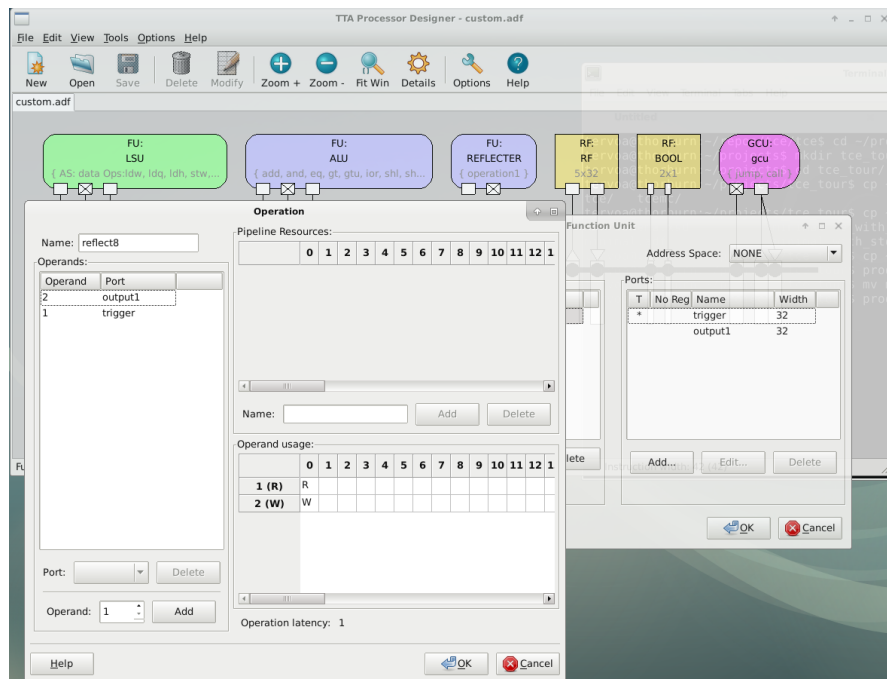 TTA Processor Designer - custom.adf
File Edit View Tools Options Help
New Open Save Delete Modify Zoom + Zoom - Fit Win Details Options Help
custom.adf
FU:
LSU
{ AS: data Ops:ldw, ldq, ldh, stw,...
FU:
ALU
{ add, and, eq, gt, gtu, ior, shl, sh...
FU:
REFLECTER
{ operation1 }
RF:
RF
5x32
RF:
BOOL
2x1
GCU:
gcu
{ jump, call }
Operation
Name: reflect8
Operands:
Operand Port
2 output1
1 trigger
Port: Delete
Operand: 1 Add
Pipeline Resources:
0 1 2 3 4 5 6 7 8 9 10 11 12 1
Name: Add Delete
Operand usage:
0 1 2 3 4 5 6 7 8 9 10 11 12 1
1 (R) R
2 (W) W
Operation latency: 1
Help OK Cancel
Function Unit
Address Space: NONE
Ports:
T No Reg Name Width
* trigger 32
output1 32
lete Add... Edit... Delete
OK Cancel